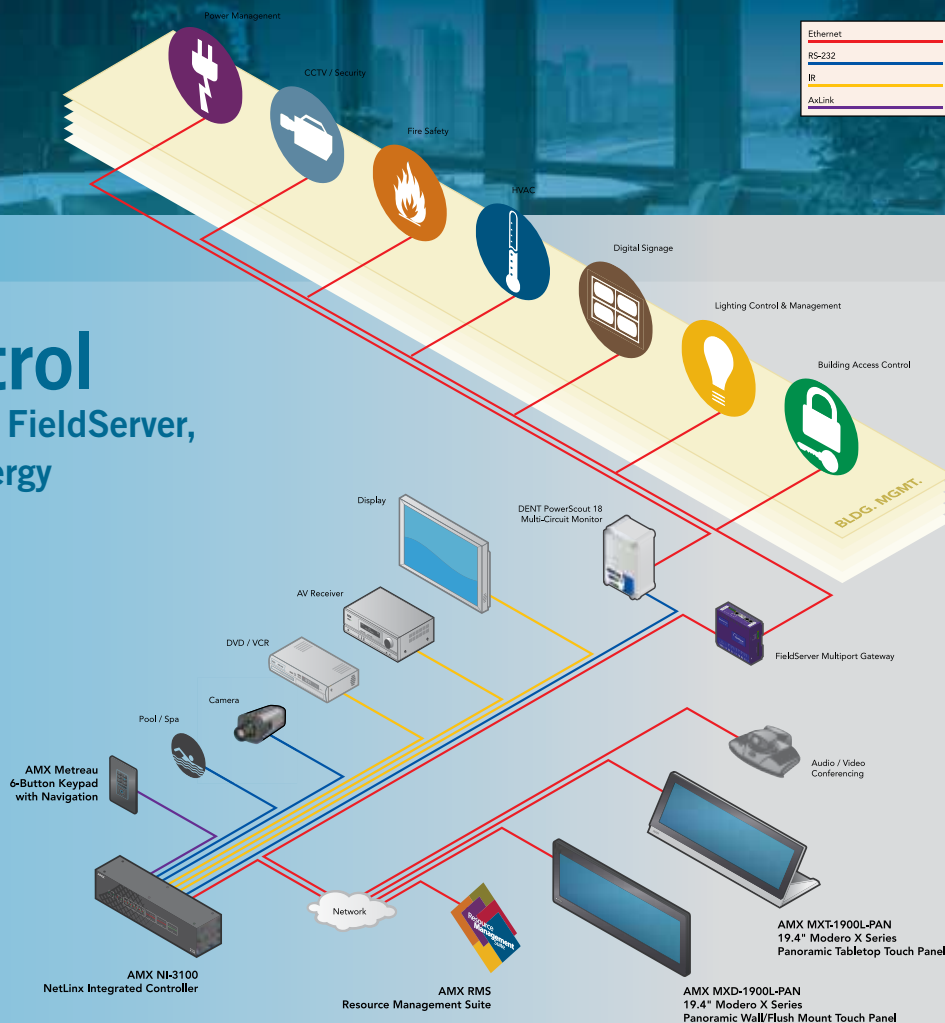 Power Management
CCTV / Security
Fire Safety
HVAC
Digital Signage
Lighting Control & Management
Building Access Control
Ethernet
RS-232
IR
AxLink
BLDG. MGMT.
trol
FieldServer,
ergy
Display
DENT PowerScout 18
Multi-Circuit Monitor
AV Receiver
DVD / VCR
FieldServer Multiport Gateway
Camera
Pool / Spa
Audio / Video
Conferencing
AMX Metreau
6-Button Keypad
with Navigation
Network
Resource
Management
Suite
AMX NI-3100
NetLinx Integrated Controller
AMX RMS
Resource Management Suite
AMX MXT-1900L-PAN
19.4" Modero X Series
Panoramic Tabletop Touch Panel
AMX MXD-1900L-PAN
19.4" Modero X Series
Panoramic Wall/Flush Mount Touch Panel